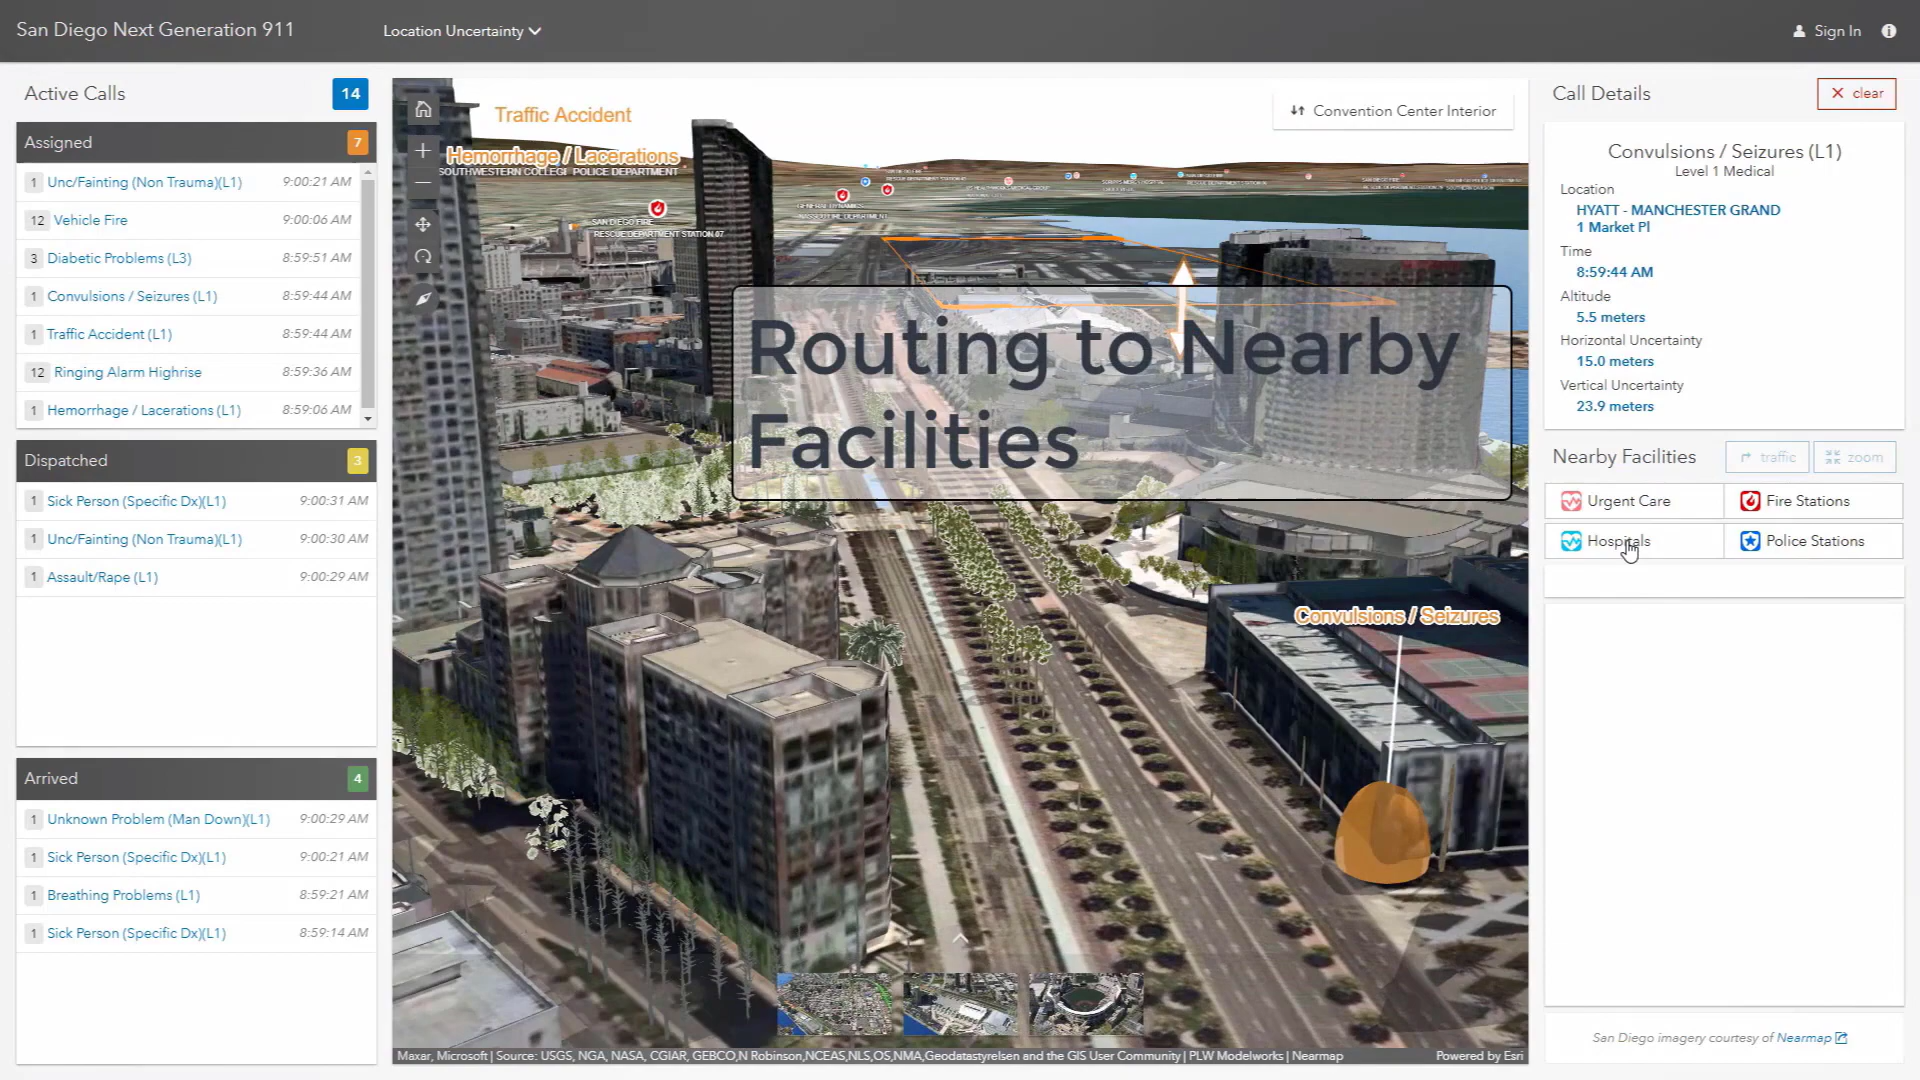 San Diego Next Generation 911
Location Uncertainty
Sign In
Active Calls
14
Assigned
7
1 Unc/Fainting (Non Trauma)(L1) 9:00:21 AM
12 Vehicle Fire 9:00:06 AM
3 Diabetic Problems (L3) 8:59:51 AM
1 Convulsions / Seizures (L1) 8:59:44 AM
1 Traffic Accident (L1) 8:59:44 AM
12 Ringing Alarm Highrise 8:59:36 AM
1 Hemorrhage / Lacerations (L1) 8:59:06 AM
Dispatched
3
1 Sick Person (Specific Dx)(L1) 9:00:31 AM
1 Unc/Fainting (Non Trauma)(L1) 9:00:30 AM
1 Assault/Rape (L1) 9:00:29 AM
Arrived
4
1 Unknown Problem (Man Down)(L1) 9:00:29 AM
1 Sick Person (Specific Dx)(L1) 9:00:21 AM
1 Breathing Problems (L1) 8:59:21 AM
1 Sick Person (Specific Dx)(L1) 8:59:14 AM
Traffic Accident
Convention Center Interior
Hemorrhage / Lacerations
SOUTHWESTERN COLLEGE POLICE DEPARTMENT
SAN DIEGO FIRE
RESCUE DEPARTMENT STATION 07
GENERAL DYNAMICS
NASSCO FIRE DEPARTMENT
Routing to Nearby
Facilities
Convulsions / Seizures
Maxar, Microsoft | Source: USGS, NGA, NASA, CGIAR, GEBCO,N Robinson,NCEAS,NLS,OS,NMA,Geodatastyrelsen and the GIS User Community | PLW Modelworks | Nearmap
Powered by Esri
Call Details
clear
Convulsions / Seizures (L1)
Level 1 Medical
Location
HYATT - MANCHESTER GRAND
1 Market Pl
Time
8:59:44 AM
Altitude
5.5 meters
Horizontal Uncertainty
15.0 meters
Vertical Uncertainty
23.9 meters
Nearby Facilities
traffic
zoom
Urgent Care
Fire Stations
Hospitals
Police Stations
San Diego imagery courtesy of Nearmap